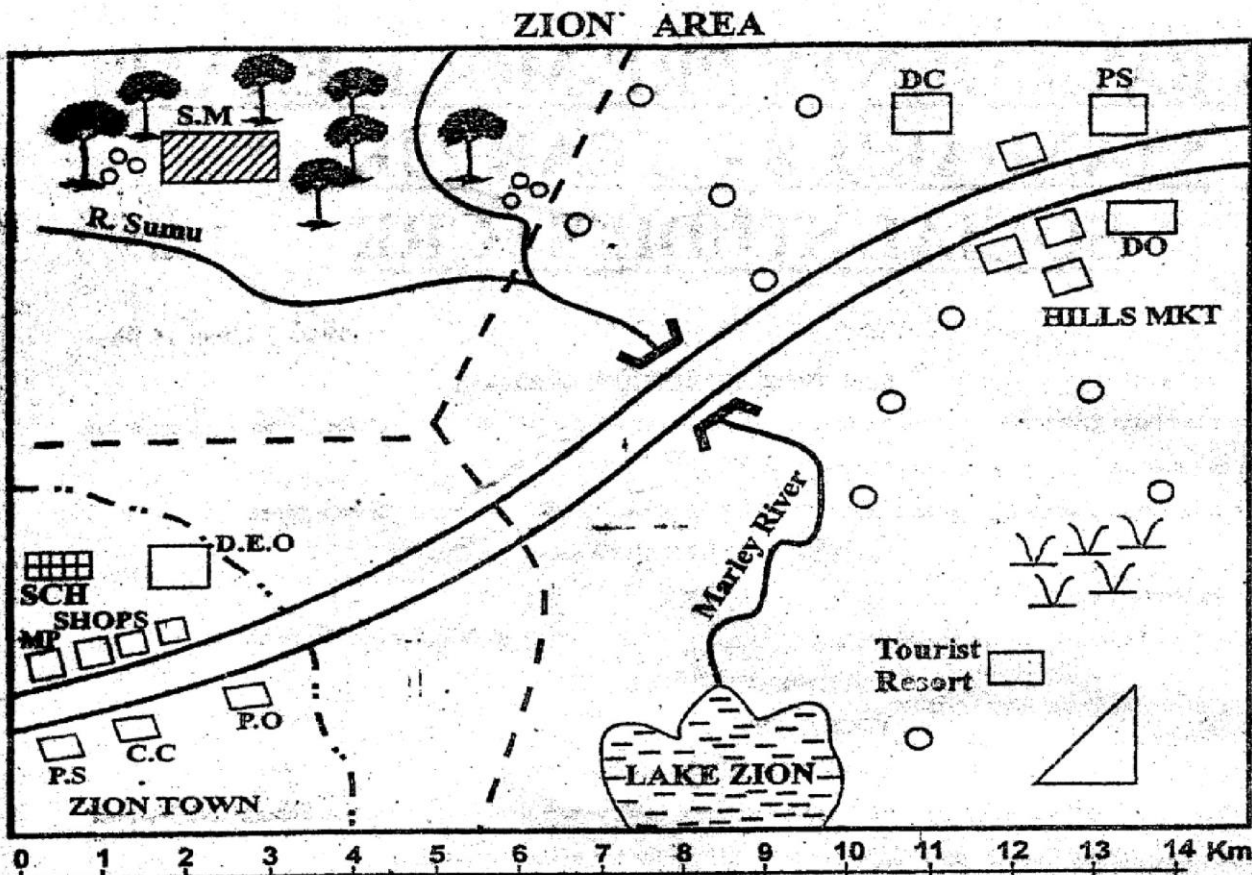 ZION AREA
DC
PS
S.M
R. Sumu
DO
HILLS MKT
D.E.O
SCH
SHOPS
MP
Marley River
Tourist
Resort
P.O
C.C
P.S
LAKE ZION
ZION TOWN
0 1 2 3 4 5 6 7 8 9 10 11 12 13 14 Km